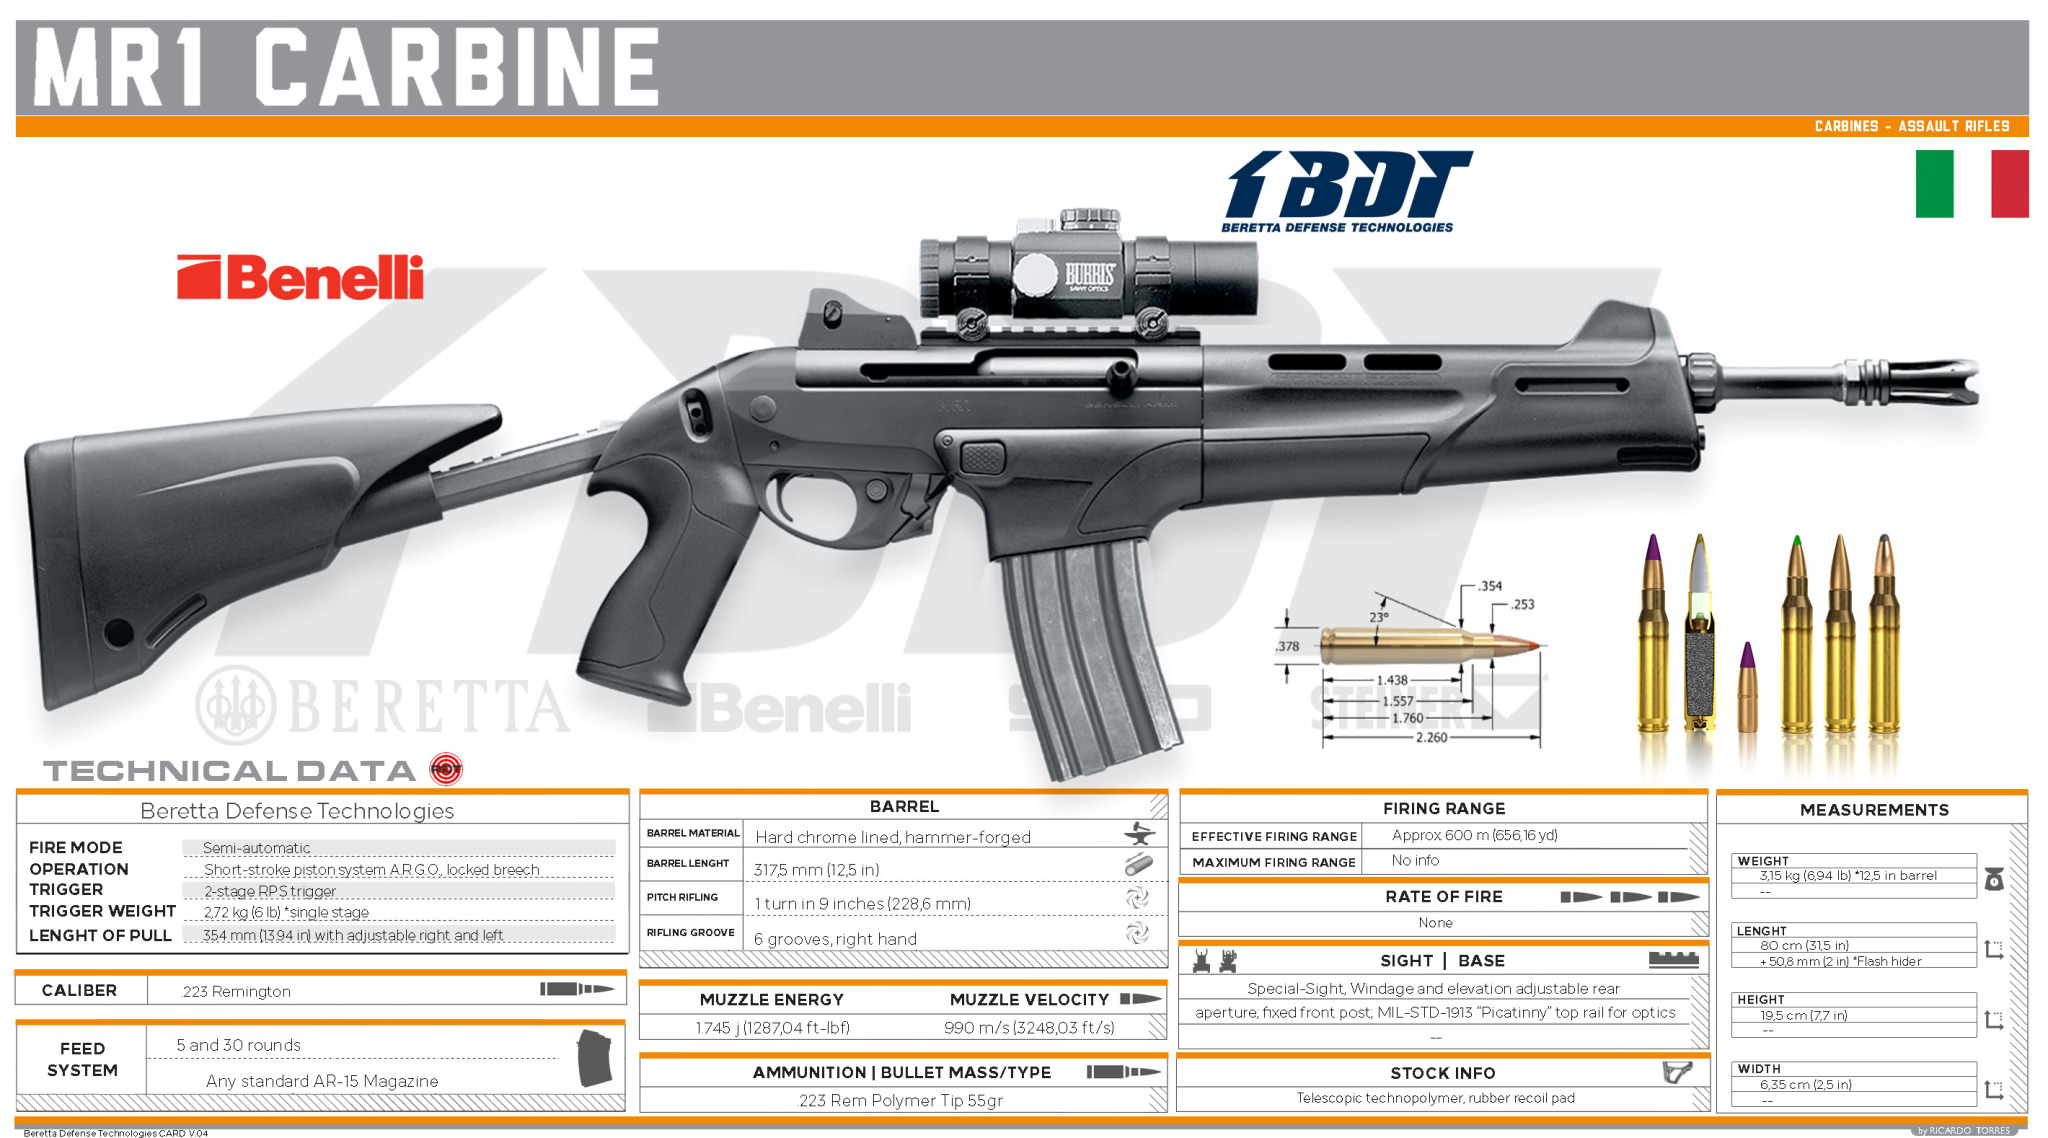 MR1 CARBINE
CARBINES - ASSAULT RIFLES
BDT
BERETTA DEFENSE TECHNOLOGIES
Benelli
BURRIS
SAVVY OPTICS
MR1
.354
.253
23°
.378
1.438
1.557
1.760
2.260
BERETTA
Benelli
STEINER
TECHNICAL DATA
Beretta Defense Technologies
FIRE MODE Semi-automatic
OPERATION Short-stroke piston system A.R.G.O., locked breech
TRIGGER 2-stage RPS trigger
TRIGGER WEIGHT 2,72 kg (6 lb) *single stage
LENGHT OF PULL 354 mm (13.94 in) with adjustable right and left
CALIBER .223 Remington
FEED SYSTEM
5 and 30 rounds
Any standard AR-15 Magazine
BARREL
BARREL MATERIAL Hard chrome lined, hammer-forged
BARREL LENGHT 317,5 mm (12,5 in)
PITCH RIFLING 1 turn in 9 inches (228,6 mm)
RIFLING GROOVE 6 grooves, right hand
MUZZLE ENERGY MUZZLE VELOCITY
1.745 j (1287,04 ft-lbf) 990 m/s (3248,03 ft/s)
AMMUNITION | BULLET MASS/TYPE
.223 Rem Polymer Tip 55gr
FIRING RANGE
EFFECTIVE FIRING RANGE Approx 600 m (656,16 yd)
MAXIMUM FIRING RANGE No info
RATE OF FIRE
None
SIGHT | BASE
Special-Sight, Windage and elevation adjustable rear
aperture; fixed front post; MIL-STD-1913 "Picatinny" top rail for optics
--
STOCK INFO
Telescopic technopolymer, rubber recoil pad
MEASUREMENTS
WEIGHT
3,15 kg (6,94 lb) *12,5 in barrel
--
LENGHT
80 cm (31,5 in)
+ 50,8 mm (2 in) *Flash hider
HEIGHT
19,5 cm (7,7 in)
--
WIDTH
6,35 cm (2,5 in)
--
Beretta Defense Technologies CARD V.04
by RICARDO TORRES